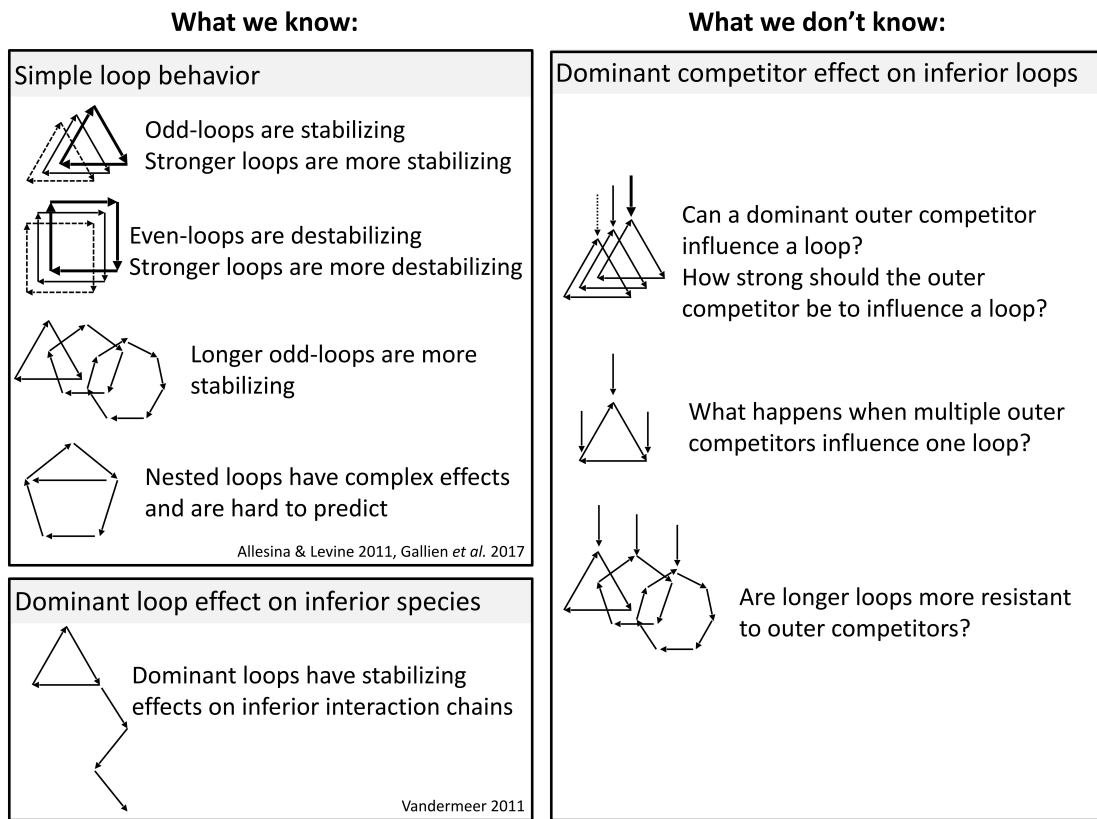 What we know:
Simple loop behavior
Odd-loops are stabilizing
Stronger loops are more stabilizing
Even-loops are destabilizing
Stronger loops are more destabilizing
Longer odd-loops are more
stabilizing
Nested loops have complex effects
and are hard to predict
Allesina & Levine 2011, Gallien et al. 2017
Dominant loop effect on inferior species
Dominant loops have stabilizing
effects on inferior interaction chains
Vandermeer 2011
What we don’t know:
Dominant competitor effect on inferior loops
Can a dominant outer competitor
influence a loop?
How strong should the outer
competitor be to influence a loop?
What happens when multiple outer
competitors influence one loop?
Are longer loops more resistant
to outer competitors?